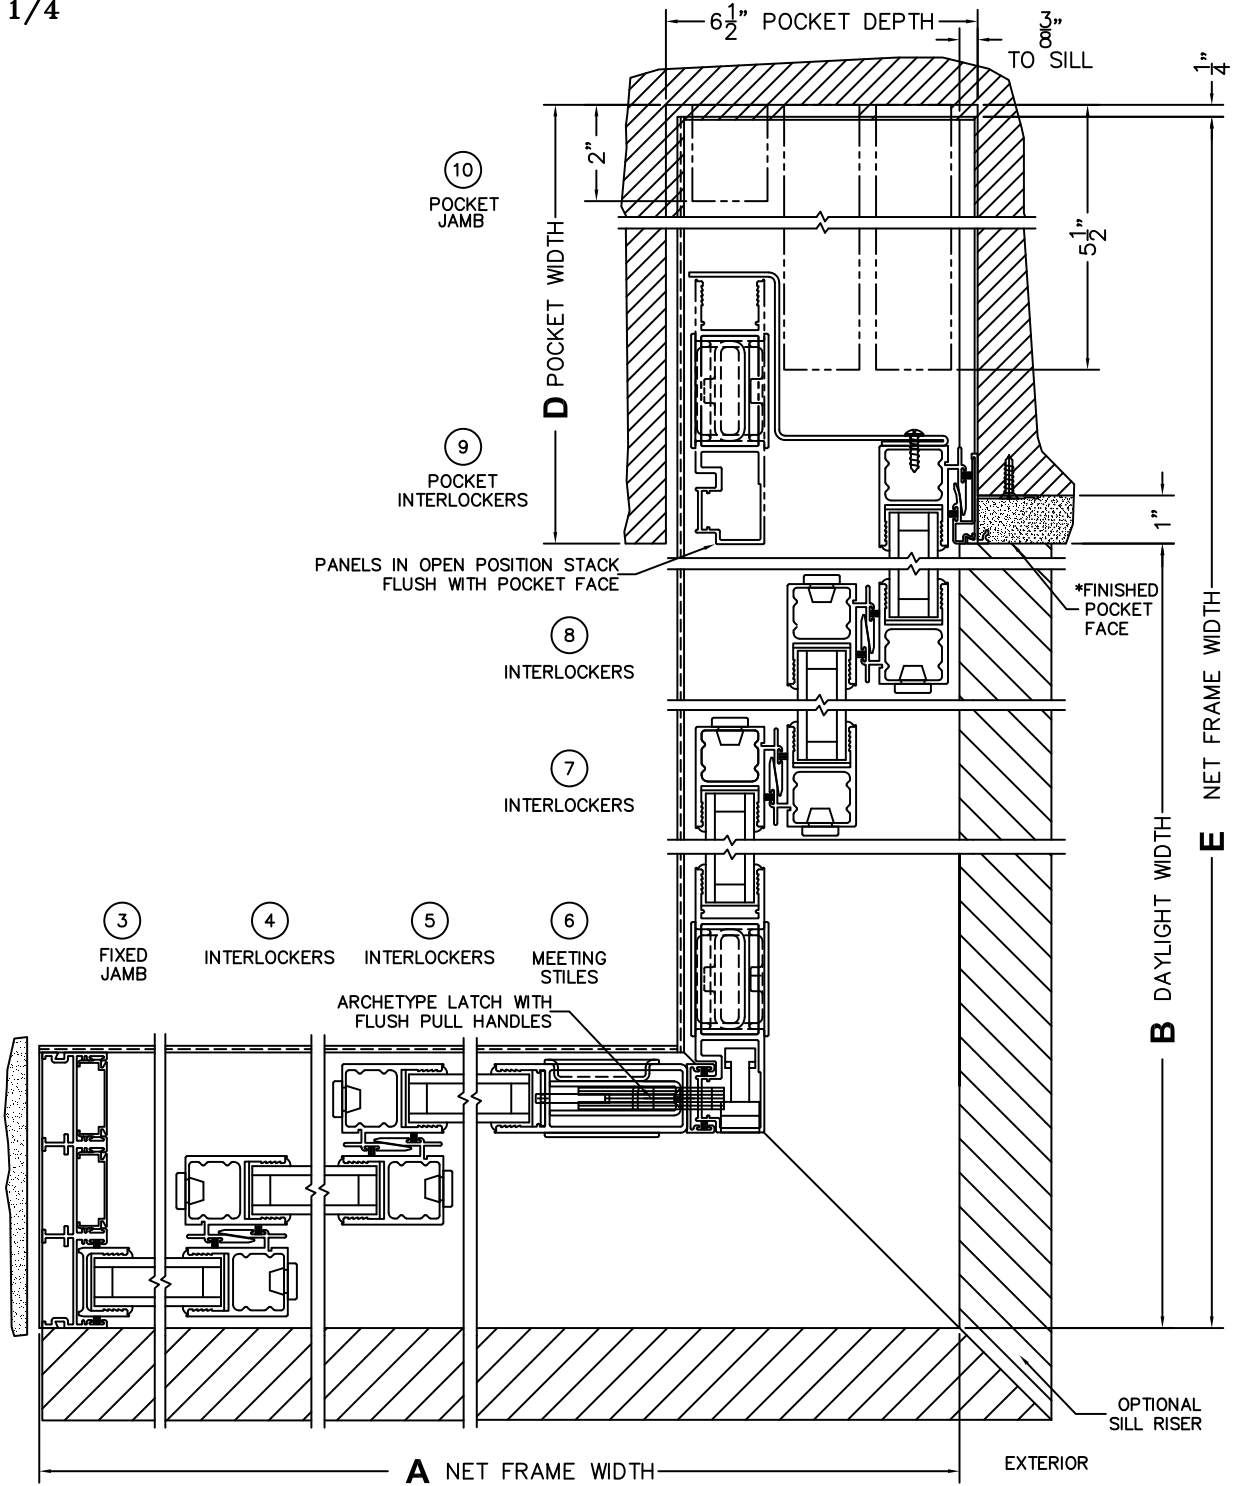 1/4
6 1/2" POCKET DEPTH
3/8"
TO SILL
1/4"
2"
10
POCKET
JAMB
5 1/2"
D POCKET WIDTH
9
POCKET
INTERLOCKERS
1"
PANELS IN OPEN POSITION STACK
FLUSH WITH POCKET FACE
*FINISHED
POCKET
FACE
8
INTERLOCKERS
E NET FRAME WIDTH
7
INTERLOCKERS
B DAYLIGHT WIDTH
3
FIXED
JAMB
4
INTERLOCKERS
5
INTERLOCKERS
6
MEETING
STILES
ARCHETYPE LATCH WITH
FLUSH PULL HANDLES
OPTIONAL
SILL RISER
EXTERIOR
A NET FRAME WIDTH